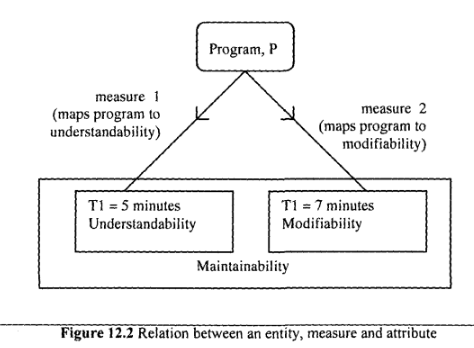 Program, P
measure 1
(maps program to
understandability)
measure 2
(maps program to
modifiability)
T1 = 5 minutes
Understandability
T1 = 7 minutes
Modifiability
Maintainability
Figure 12.2 Relation between an entity, measure and attribute